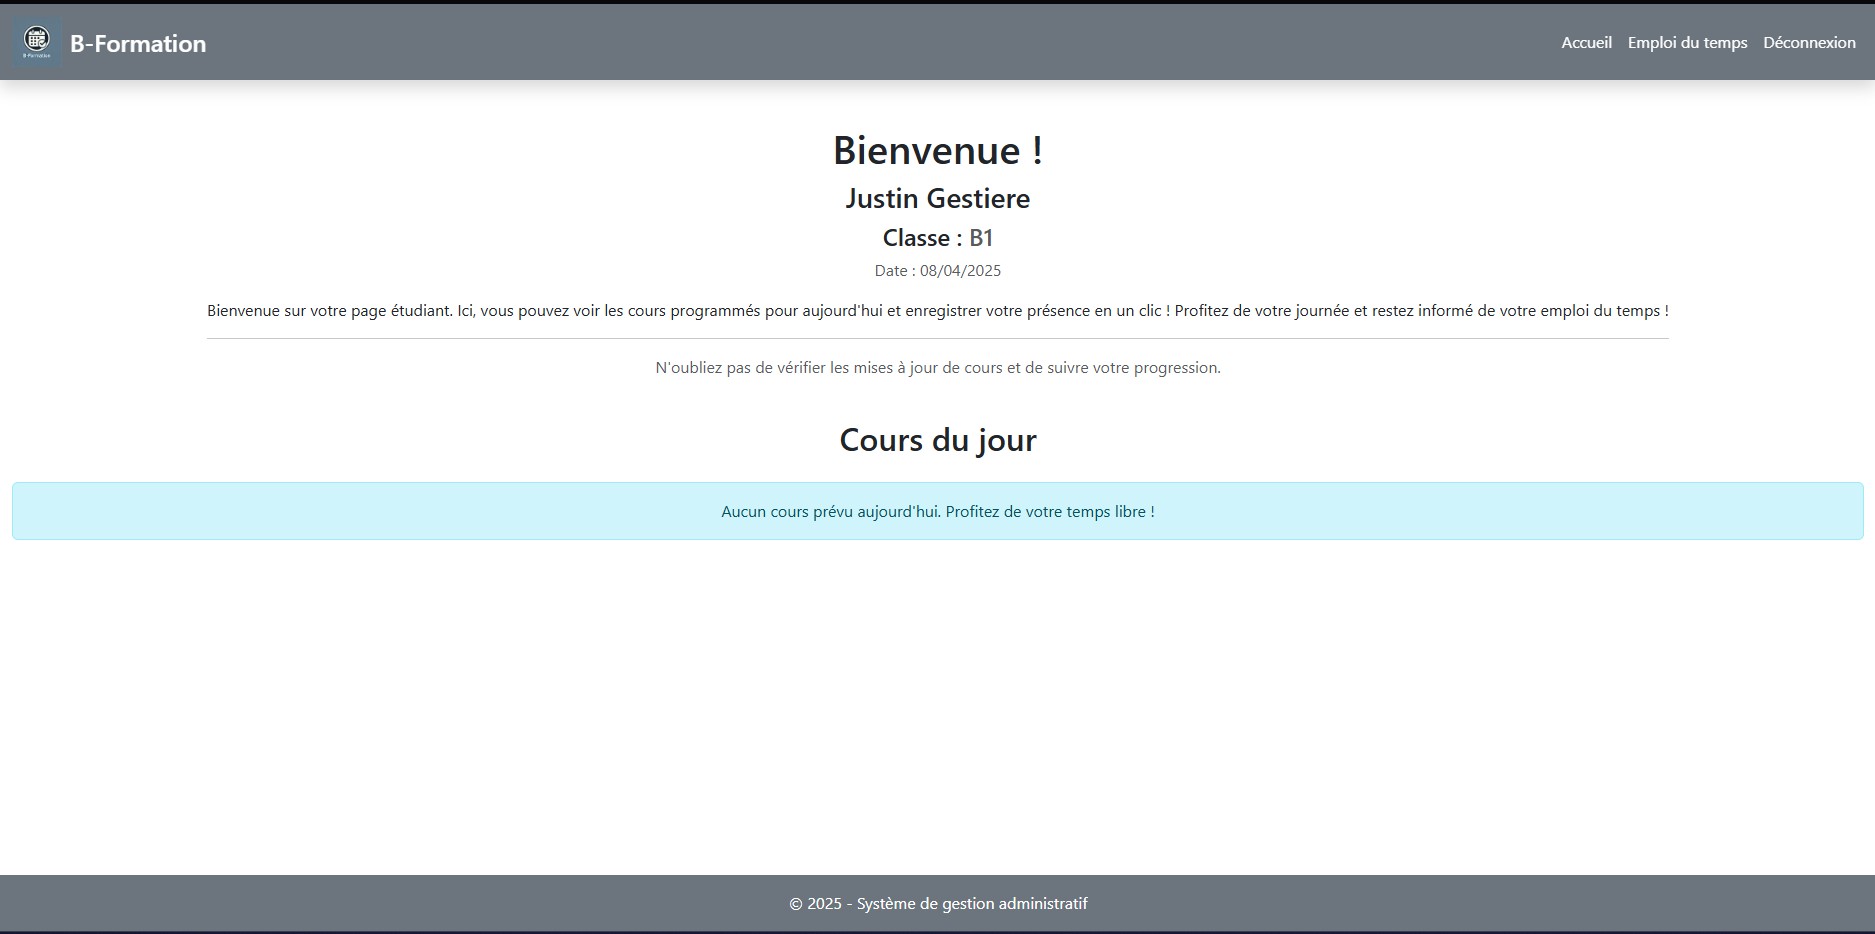 B-Formation
B-Formation
Accueil Emploi du temps Déconnexion
Bienvenue !
Justin Gestiere
Classe : B1
Date : 08/04/2025
Bienvenue sur votre page étudiant. Ici, vous pouvez voir les cours programmés pour aujourd'hui et enregistrer votre présence en un clic ! Profitez de votre journée et restez informé de votre emploi du temps !
N'oubliez pas de vérifier les mises à jour de cours et de suivre votre progression.
Cours du jour
Aucun cours prévu aujourd'hui. Profitez de votre temps libre !
© 2025 - Système de gestion administratif